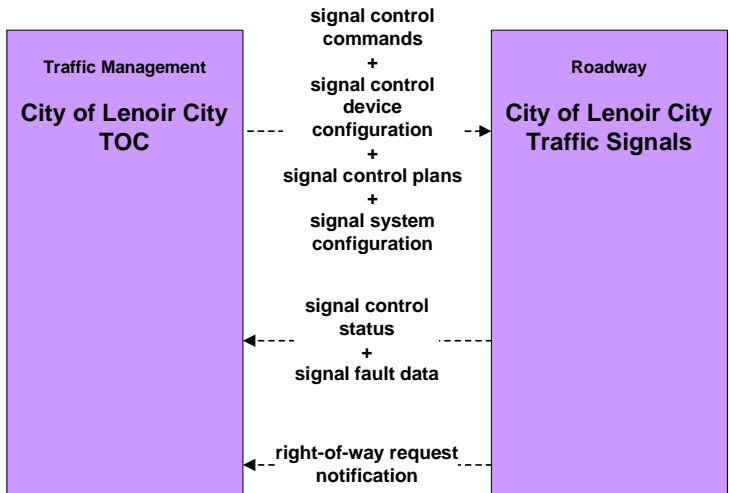 Traffic Management
City of Lenoir City
TOC
signal control
commands
+
signal control
device
configuration
+
signal control plans
+
signal system
configuration
Roadway
City of Lenoir City
Traffic Signals
signal control
status
+
signal fault data
right-of-way request
notification